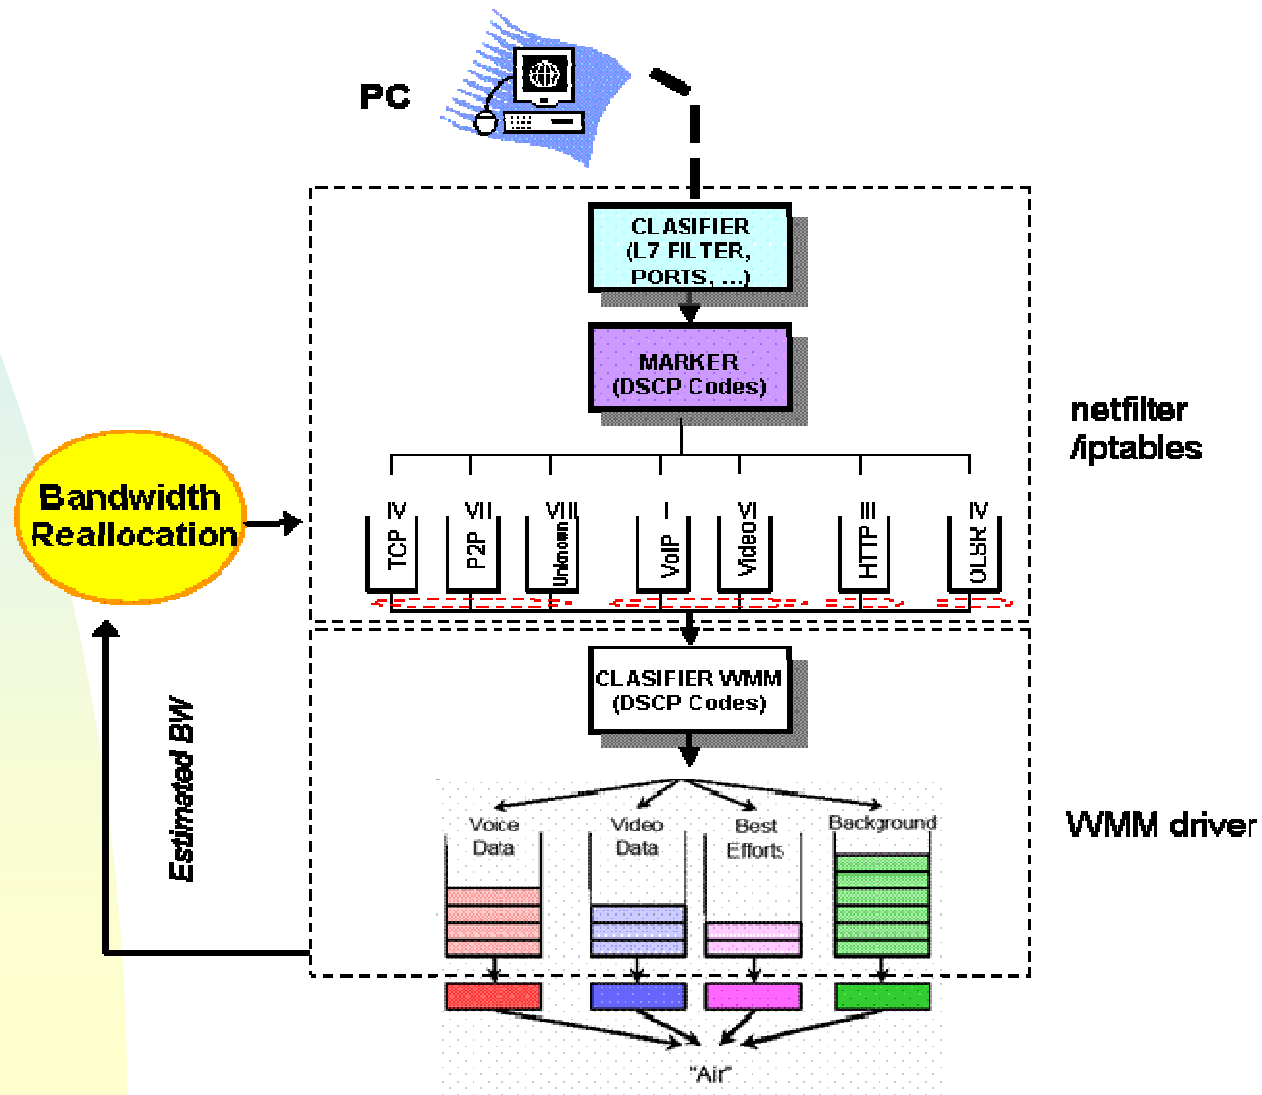 PC
CLASIFIER
(L7 FILTER,
PORTS, ...)
MARKER
(DSCP Codes)
netfilter
/iptables
Bandwidth
Reallocation
TCP IV
P2P VII
Unknown VIII
VoIP I
Video VI
HTTP III
OLSR IV
CLASIFIER WMM
(DSCP Codes)
Estimated BW
Voice
Data
Video
Data
Best
Efforts
Background
WMM driver
"Air"